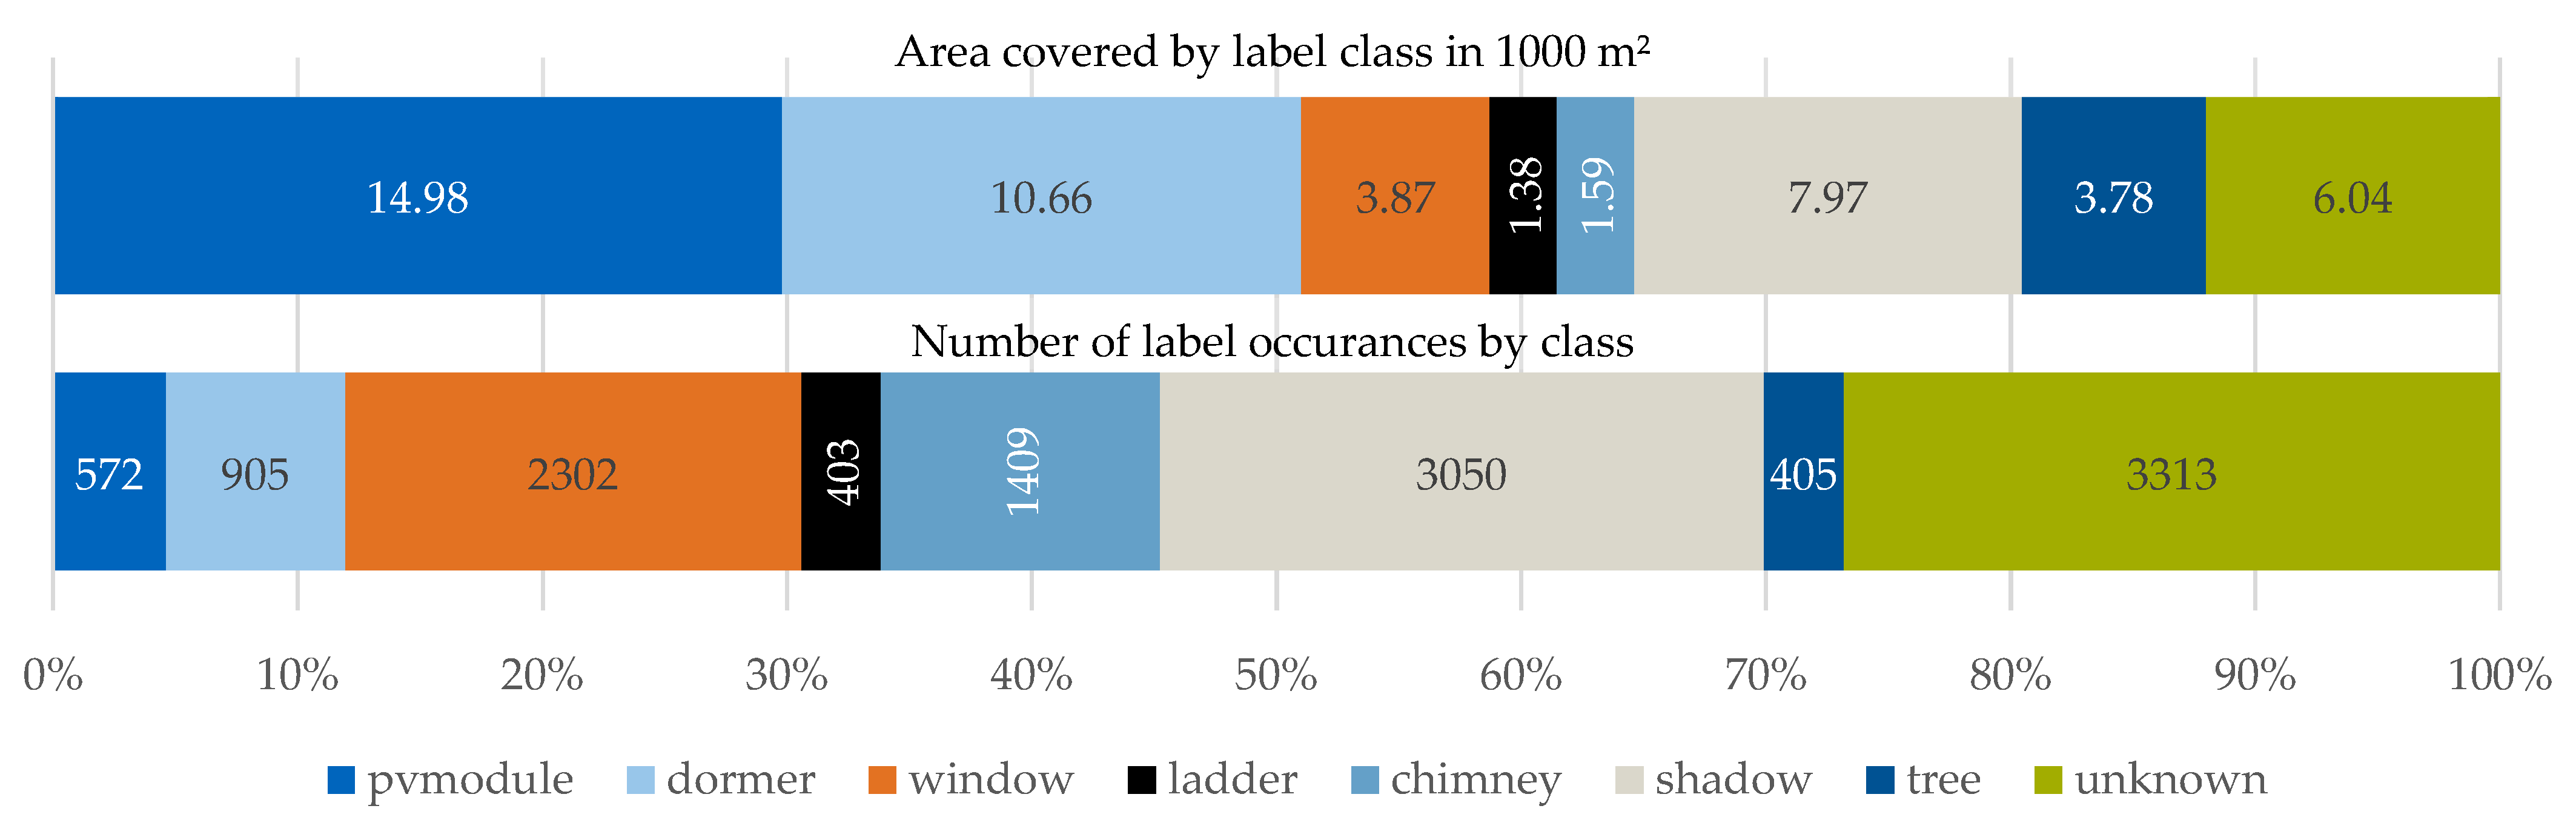 Area covered by label class in 1000 m²
14.98 10.66 3.87 1.38 1.59 7.97 3.78 6.04
Number of label occurances by class
572 905 2302 403 1409 3050 405 3313
0% 10% 20% 30% 40% 50% 60% 70% 80% 90% 100%
pvmodule dormer window ladder chimney shadow tree unknown